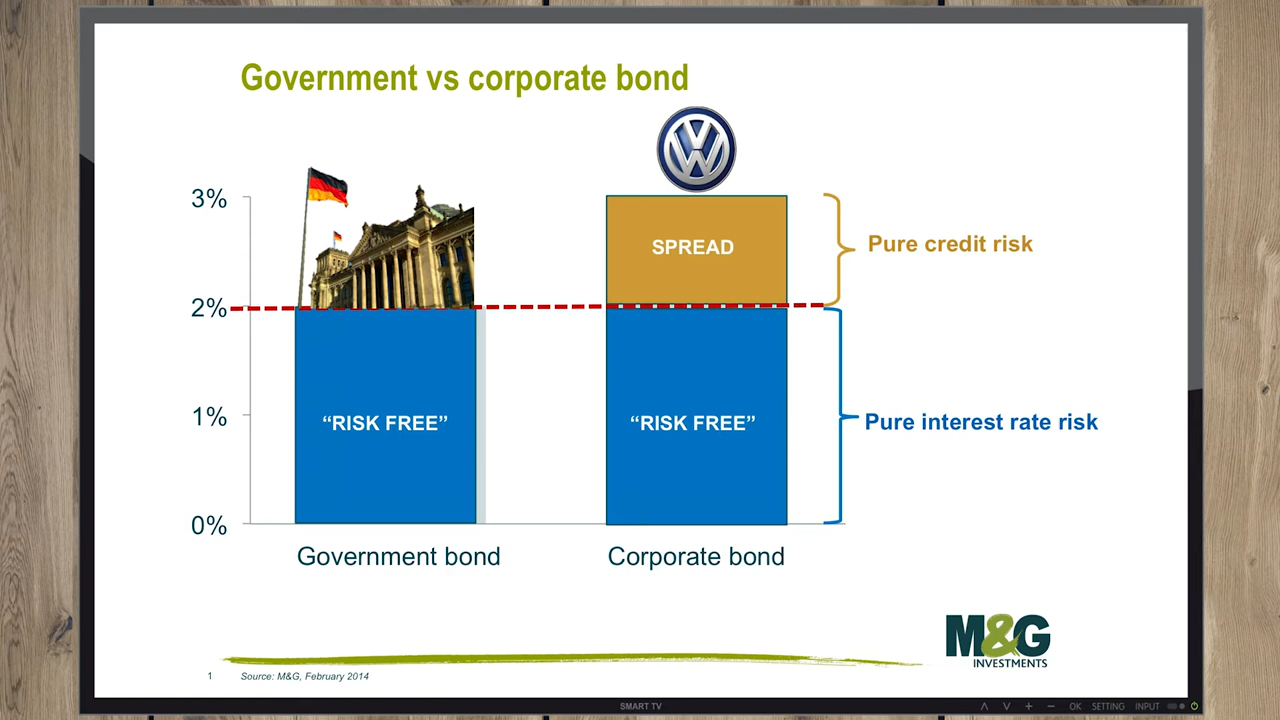 Government vs corporate bond
3%
SPREAD
Pure credit risk
2%
1%
“RISK FREE”
“RISK FREE”
Pure interest rate risk
0%
Government bond
Corporate bond
M&G
INVESTMENTS
1
Source: M&G, February 2014
SMART TV
OK
SETTING
INPUT